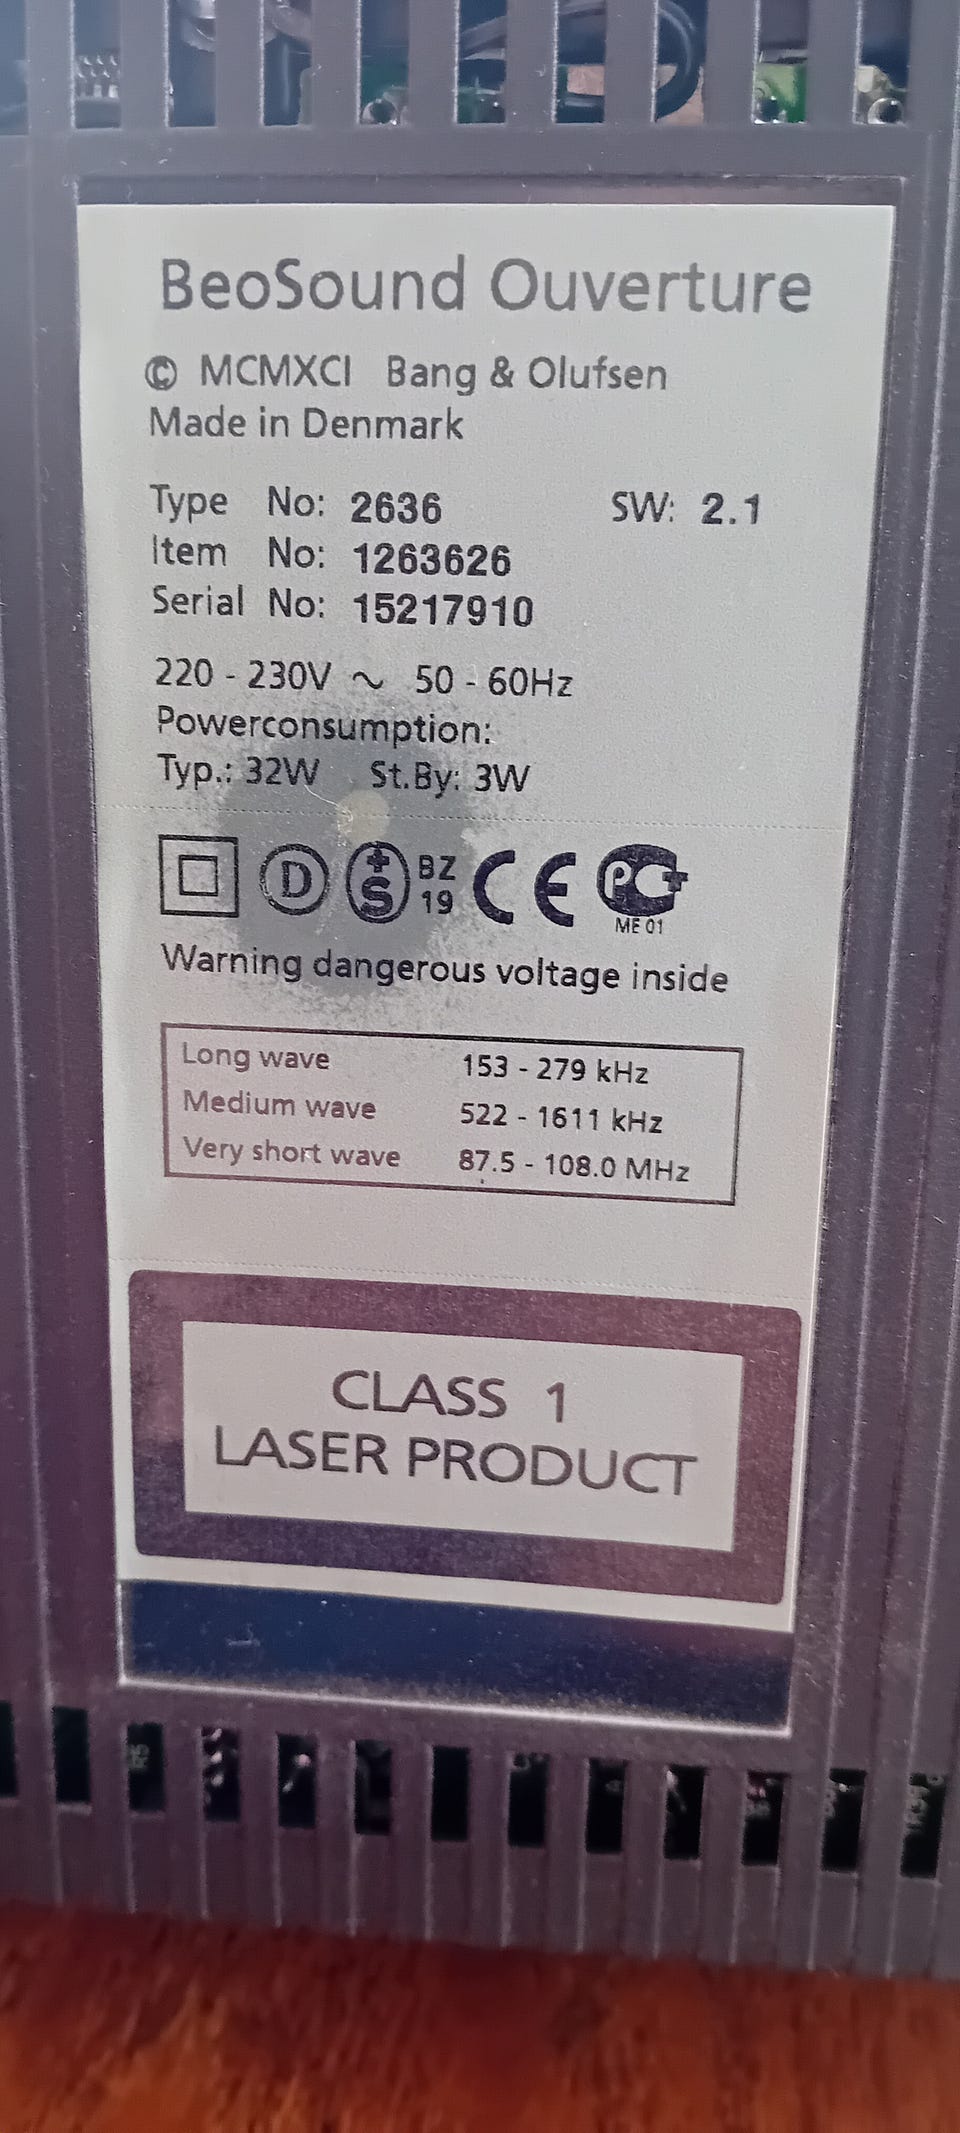 BeoSound Ouverture
© MCMXCI Bang & Olufsen
Made in Denmark
Type No: 2636 SW: 2.1
Item No: 1263626
Serial No: 15217910
220 - 230V ~ 50 - 60Hz
Powerconsumption:
Typ.: 32W St.By: 3W
D +S BZ 19 CE PC+ ME 01
Warning dangerous voltage inside
Long wave 153 - 279 kHz
Medium wave 522 - 1611 kHz
Very short wave 87.5 - 108.0 MHz
CLASS 1
LASER PRODUCT